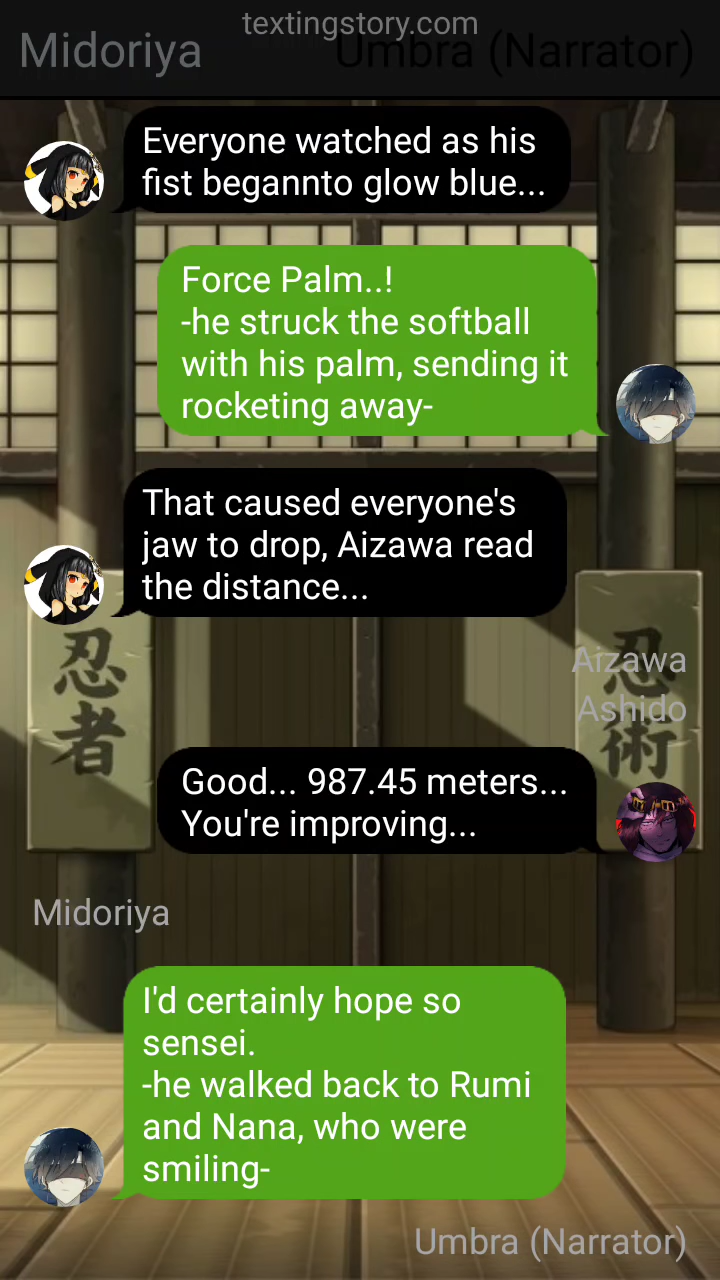 textingstory.com
Midoriya
Umbra (Narrator)
Everyone watched as his
fist begannto glow blue...
Force Palm..!
-he struck the softball
with his palm, sending it
rocketing away-
That caused everyone's
jaw to drop, Aizawa read
the distance...
忍者
忍術
Aizawa
Ashido
Good... 987.45 meters...
You're improving...
Midoriya
I'd certainly hope so
sensei.
-he walked back to Rumi
and Nana, who were
smiling-
Umbra (Narrator)